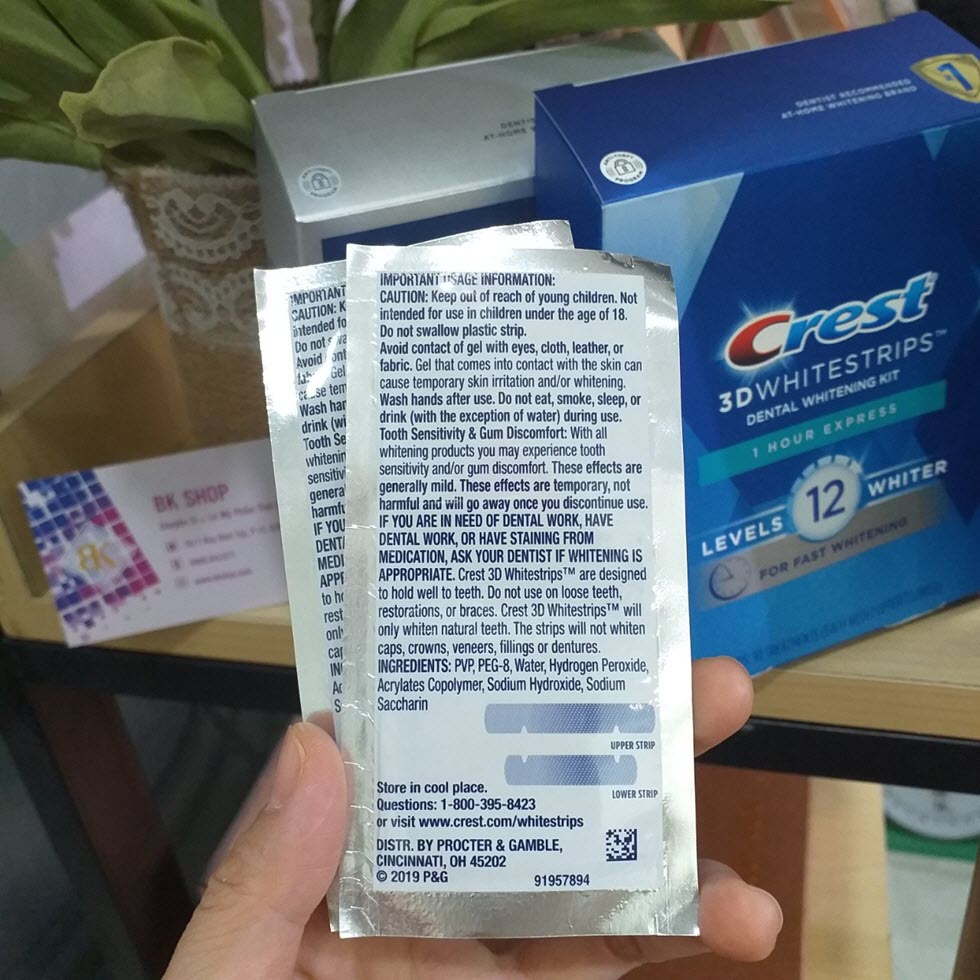 DENTIST RECOMMENDED
AT-HOME WHITENING BRAND
#1
ANTI-THEFT
PROGRAM
DENTIS
AT-HOME W
ANTI-THEFT
PROGRAM
Crest
3DWHITESTRIPS™
DENTAL WHITENING KIT
1 HOUR EXPRESS
LEVELS 12 WHITER
FOR FAST WHITENING
BK SHOP
BK
IMPORTANT USAGE INFORMATION:
CAUTION: Keep out of reach of young children. Not
intended for use in children under the age of 18.
Do not swallow plastic strip.
Avoid contact of gel with eyes, cloth, leather, or
fabric. Gel that comes into contact with the skin can
cause temporary skin irritation and/or whitening.
Wash hands after use. Do not eat, smoke, sleep, or
drink (with the exception of water) during use.
Tooth Sensitivity & Gum Discomfort: With all
whitening products you may experience tooth
sensitivity and/or gum discomfort. These effects are
generally mild. These effects are temporary, not
harmful and will go away once you discontinue use.
IF YOU ARE IN NEED OF DENTAL WORK, HAVE
DENTAL WORK, OR HAVE STAINING FROM
MEDICATION, ASK YOUR DENTIST IF WHITENING IS
APPROPRIATE. Crest 3D Whitestrips™ are designed
to hold well to teeth. Do not use on loose teeth,
restorations, or braces. Crest 3D Whitestrips™ will
only whiten natural teeth. The strips will not whiten
caps, crowns, veneers, fillings or dentures.
INGREDIENTS: PVP, PEG-8, Water, Hydrogen Peroxide,
Acrylates Copolymer, Sodium Hydroxide, Sodium
Saccharin
UPPER STRIP
LOWER STRIP
Store in cool place.
Questions: 1-800-395-8423
or visit www.crest.com/whitestrips
DISTR. BY PROCTER & GAMBLE,
CINCINNATI, OH 45202
© 2019 P&G
91957894